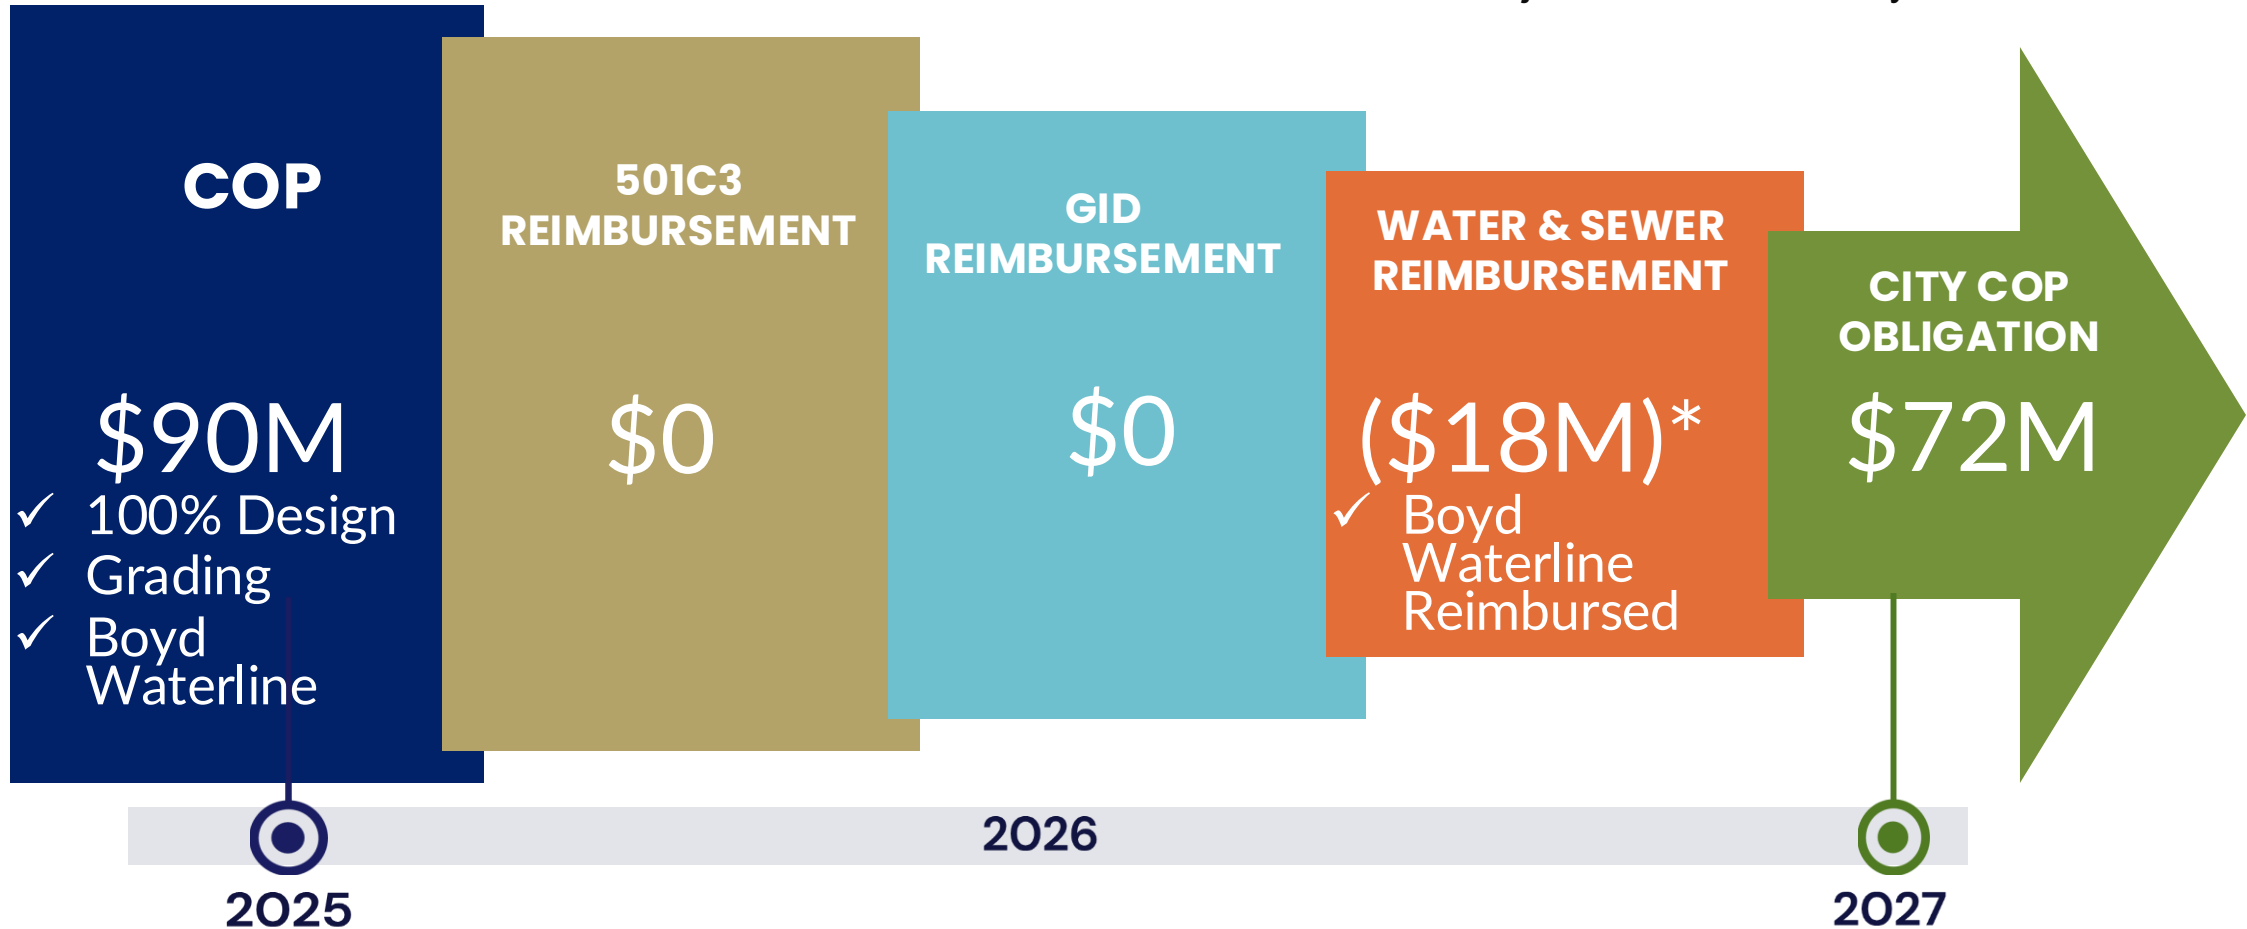 COP
$90M
✓ 100% Design
✓ Grading
✓ Boyd
Waterline
501C3
REIMBURSEMENT
$0
GID
REIMBURSEMENT
$0
WATER & SEWER
REIMBURSEMENT
($18M)*
✓ Boyd
Waterline
Reimbursed
CITY COP
OBLIGATION
$72M
2026
2025
2027